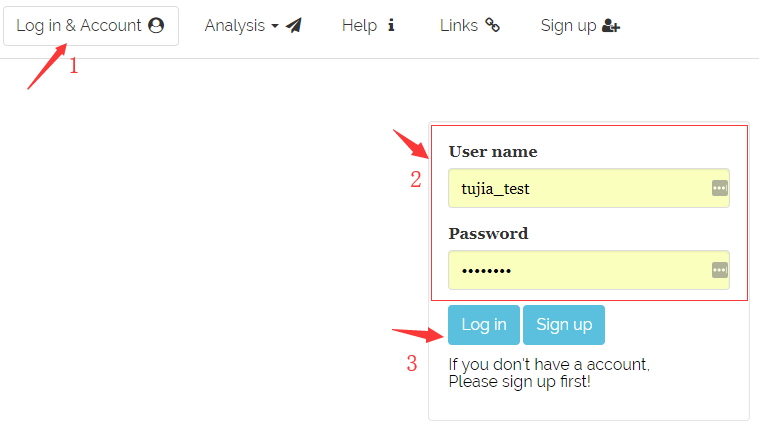 Log in & Account Analysis Help Links Sign up
1
User name
2
tujia_test
Password
••••••••
Log in Sign up
3
If you don't have a account,
Please sign up first!